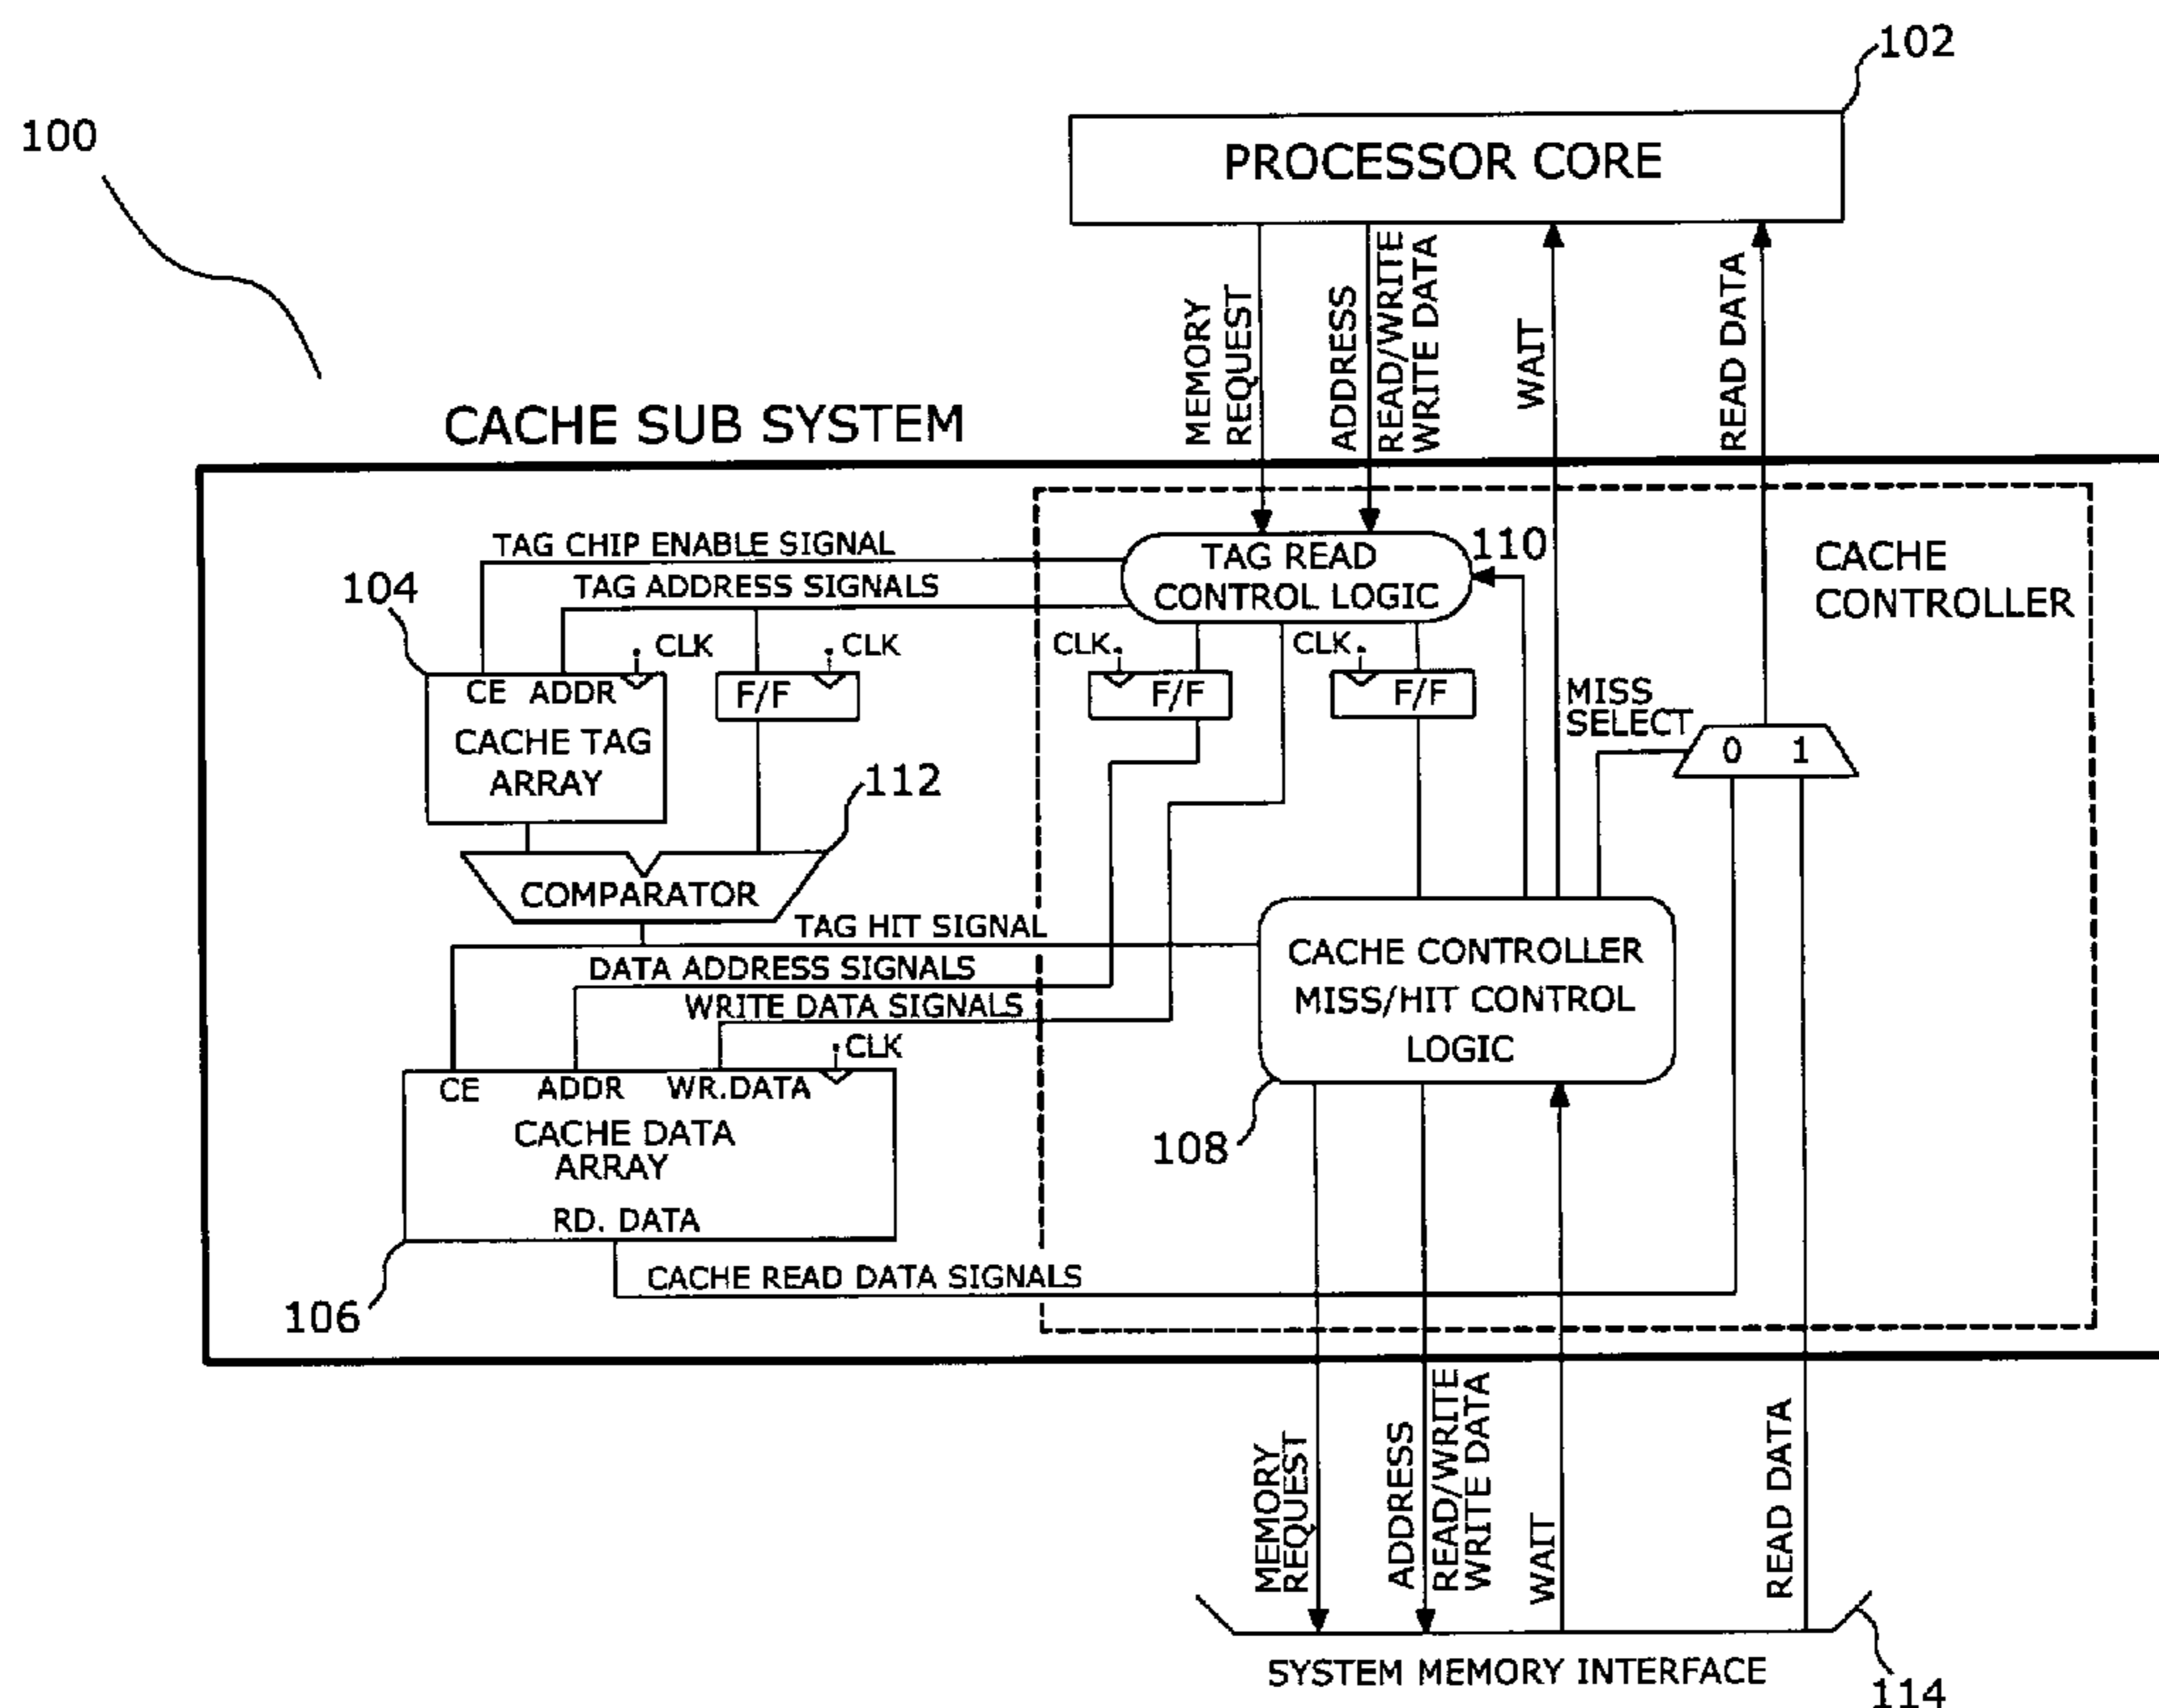 102
100
PROCESSOR CORE
MEMORY
REQUEST
ADDRESS
READ/WRITE
WRITE DATA
WAIT
READ DATA
CACHE SUB SYSTEM
TAG CHIP ENABLE SIGNAL
TAG ADDRESS SIGNALS
TAG READ
CONTROL LOGIC
110
CACHE
CONTROLLER
104
CLK
CLK
CLK
CLK
CE ADDR
F/F
F/F
F/F
MISS
SELECT
CACHE TAG
ARRAY
0 1
112
COMPARATOR
TAG HIT SIGNAL
DATA ADDRESS SIGNALS
WRITE DATA SIGNALS
CACHE CONTROLLER
MISS/HIT CONTROL
LOGIC
CLK
CE ADDR WR.DATA
CACHE DATA
ARRAY
RD. DATA
108
CACHE READ DATA SIGNALS
106
MEMORY
REQUEST
ADDRESS
READ/WRITE
WRITE DATA
WAIT
READ DATA
SYSTEM MEMORY INTERFACE
114